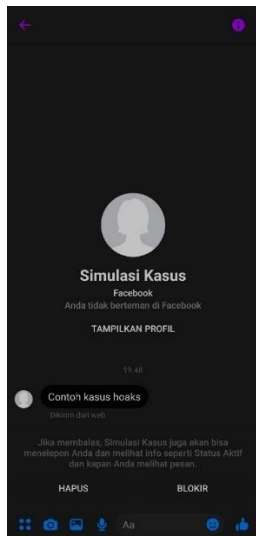 Simulasi Kasus
Facebook
Anda tidak berteman di Facebook
TAMPILKAN PROFIL
19.48
Contoh kasus hoaks
Dikirim dari web
Jika membalas, Simulasi Kasus juga akan bisa
menelepon Anda dan melihat info seperti Status Aktif
dan kapan Anda melihat pesan.
HAPUS BLOKIR
Aa